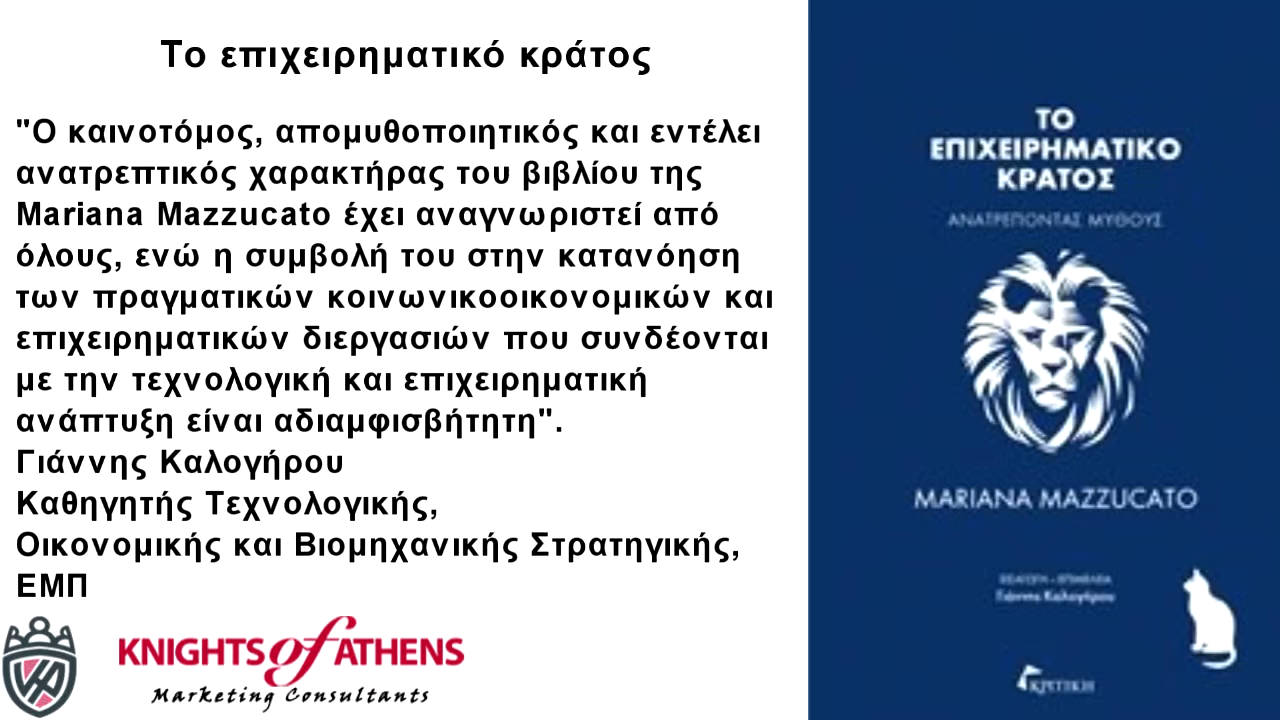 Το επιχειρηματικό κράτος
"Ο καινοτόμος, απομυθοποιητικός και εντέλει
ανατρεπτικός χαρακτήρας του βιβλίου της
Mariana Mazzucato έχει αναγνωριστεί από
όλους, ενώ η συμβολή του στην κατανόηση
των πραγματικών κοινωνικοοικονομικών και
επιχειρηματικών διεργασιών που συνδέονται
με την τεχνολογική και επιχειρηματική
ανάπτυξη είναι αδιαμφισβήτητη".
Γιάννης Καλογήρου
Καθηγητής Τεχνολογικής,
Οικονομικής και Βιομηχανικής Στρατηγικής,
ΕΜΠ
KNIGHTS of ATHENS
Marketing Consultants
ΤΟ
ΕΠΙΧΕΙΡΗΜΑΤΙΚΟ
ΚΡΑΤΟΣ
ΑΝΑΤΡΕΠΟΝΤΑΣ ΜΥΘΟΥΣ
MARIANA MAZZUCATO
ΕΙΣΑΓΩΓΗ – ΕΠΙΜΕΛΕΙΑ
Γιάννης Καλογήρου
ΚΡΙΤΙΚΗ